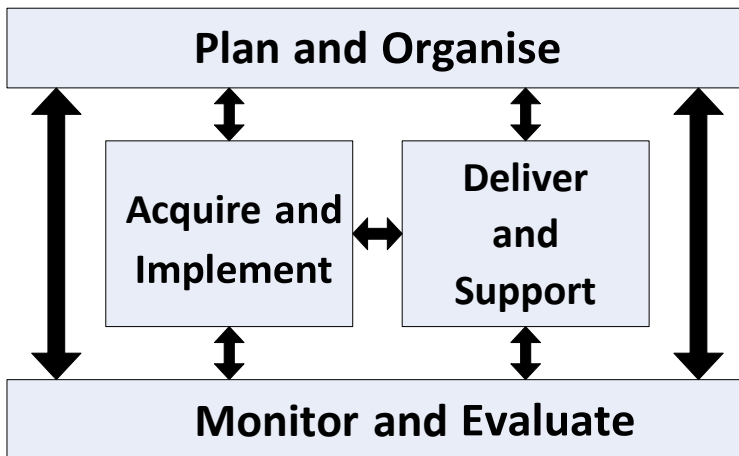 Plan and Organise
Acquire and
Implement
Deliver
and
Support
Monitor and Evaluate